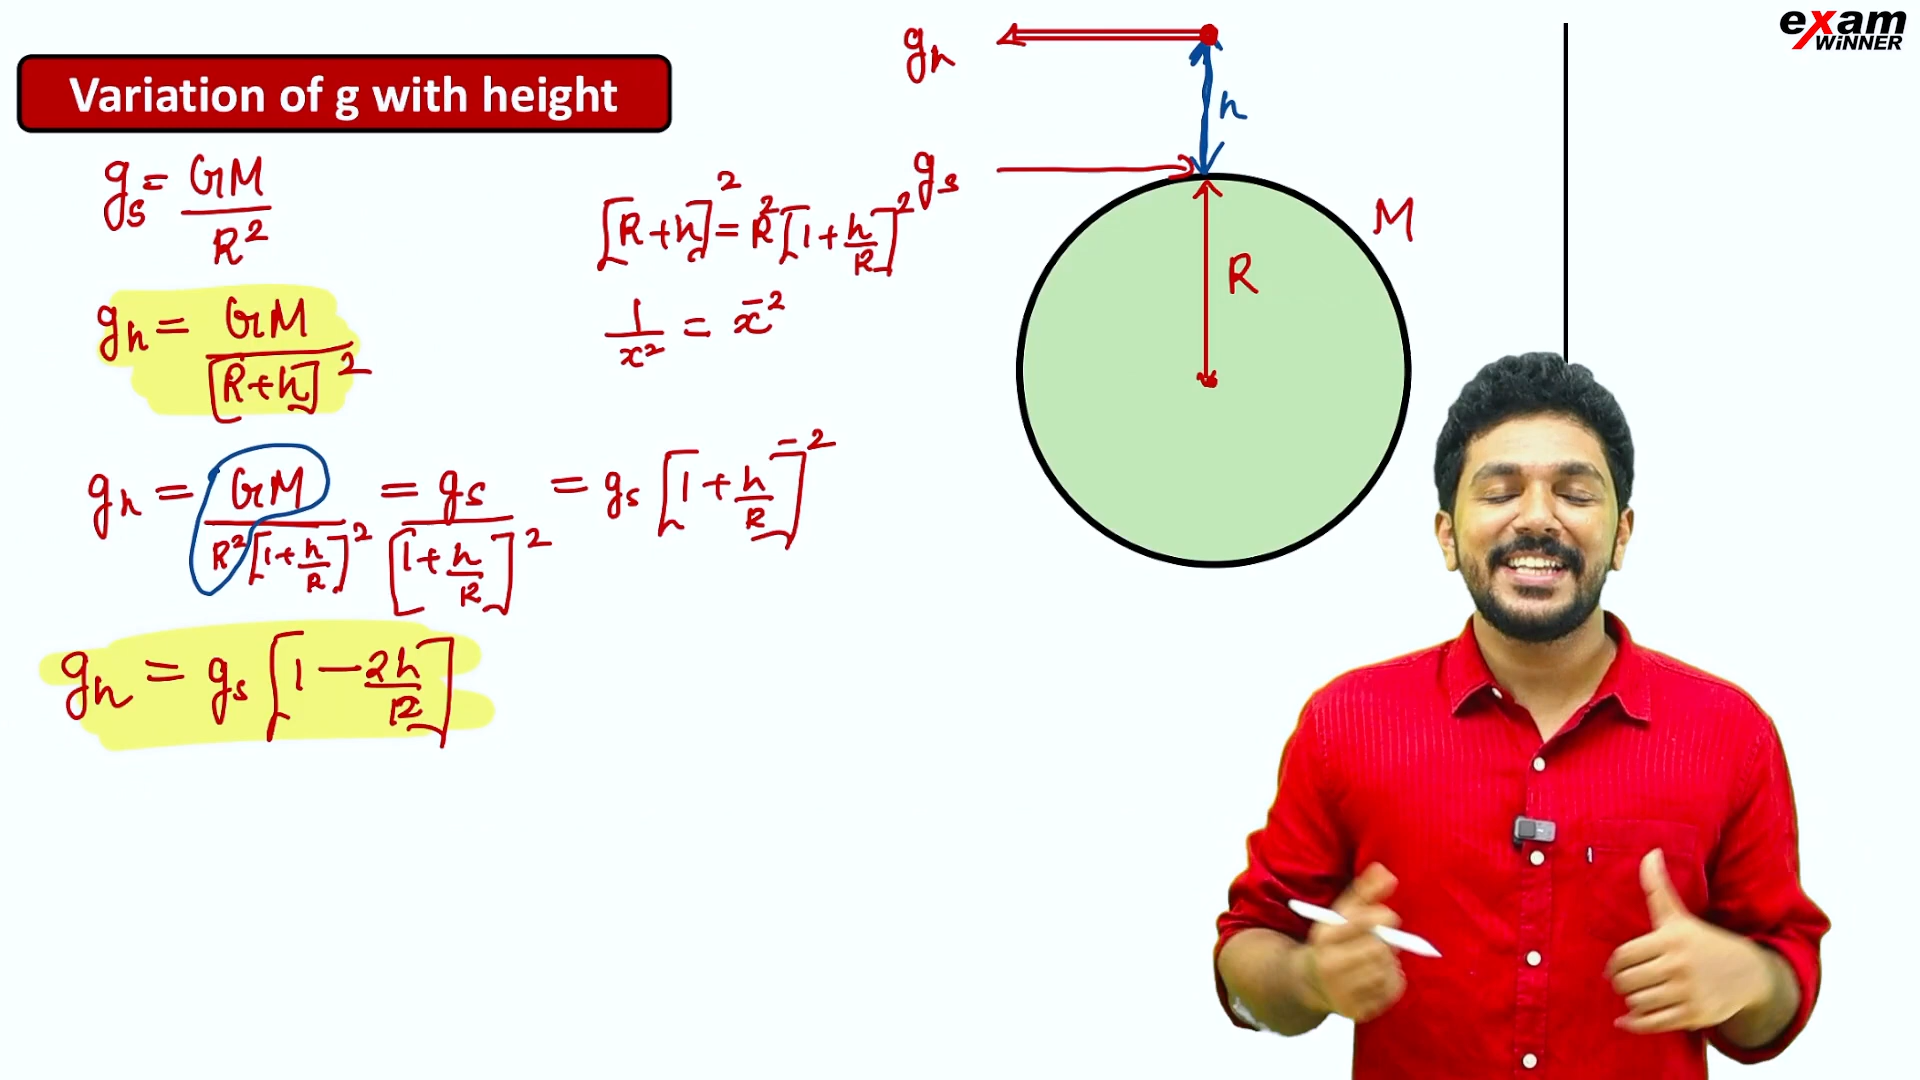 exam
WiNNER
Variation of g with height
gₛ = GM / R²
gₕ = GM / [R+h]²
[R+h]² = R²[1+h/R]²
1/x² = x⁻²
gₕ = GM / R²[1+h/R]² = gₛ / [1+h/R]² = gₛ [1+h/R]⁻²
gₕ = gₛ [1 − 2h/R]
gₕ
h
gₛ
M
R